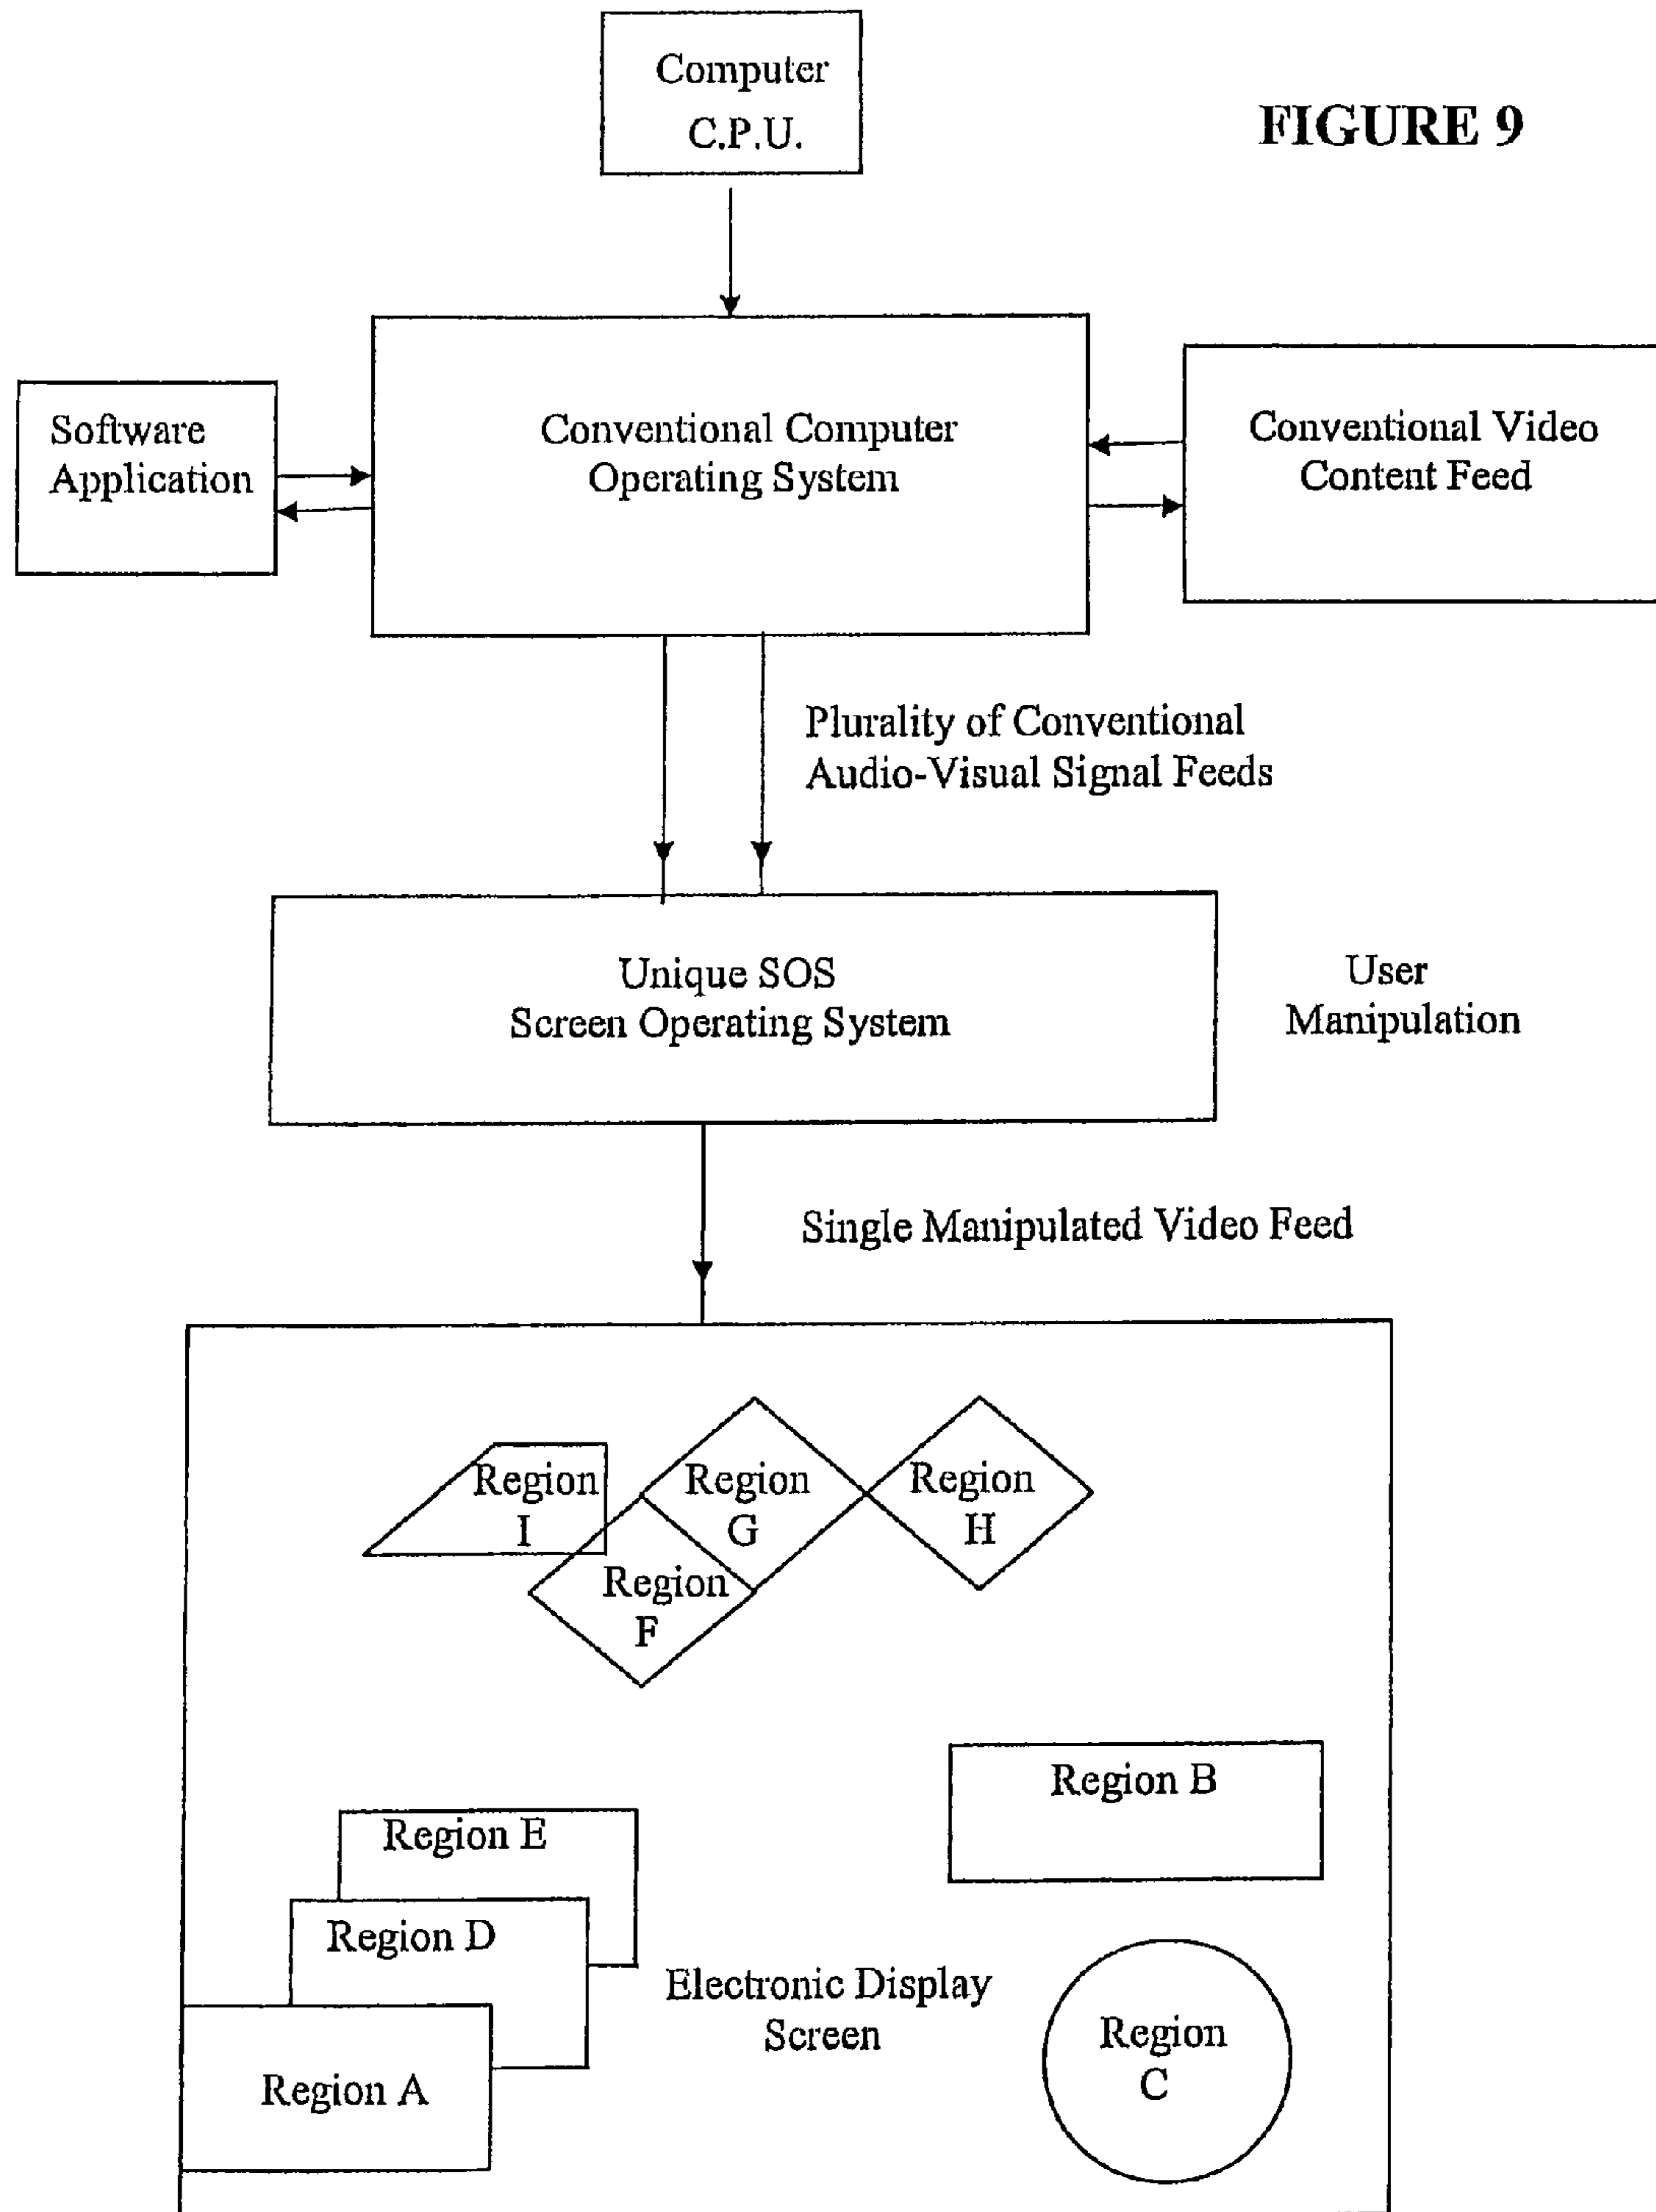 Computer
C.P.U.
FIGURE 9
Software
Application
Conventional Computer
Operating System
Conventional Video
Content Feed
Plurality of Conventional
Audio-Visual Signal Feeds
Unique SOS
Screen Operating System
User
Manipulation
Single Manipulated Video Feed
Region
I
Region
G
Region
H
Region
F
Region B
Region E
Region D
Electronic Display
Screen
Region
C
Region A